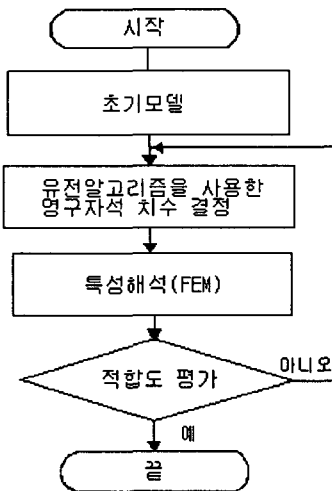 시작
초기모델
유전알고리즘을 사용한
영구자석 치수 결정
특성해석(FEM)
적합도 평가
아니오
예
끝